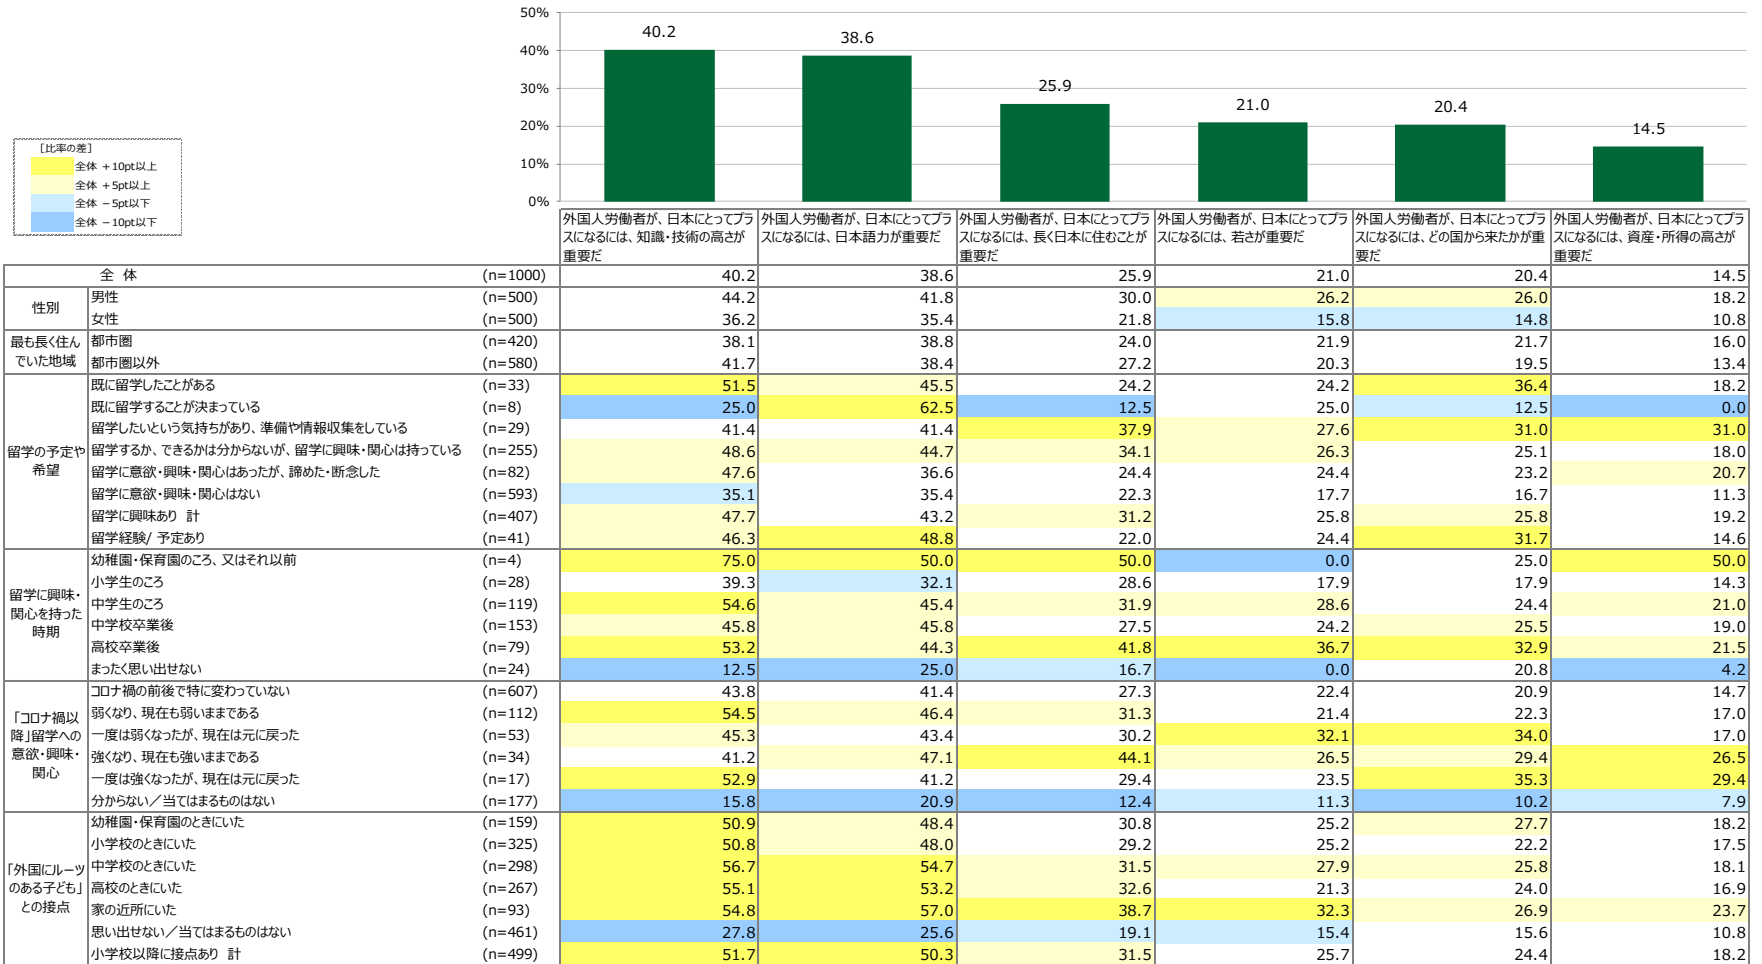 50%
40%
30%
20%
10%
0%
40.2
38.6
25.9
21.0
20.4
14.5
[比率の差]
全体 +10pt以上
全体 +5pt以上
全体 -5pt以下
全体 -10pt以下
外国人労働者が、日本にとってプラスになるには、知識・技術の高さが重要だ
外国人労働者が、日本にとってプラスになるには、日本語力が重要だ
外国人労働者が、日本にとってプラスになるには、長く日本に住むことが重要だ
外国人労働者が、日本にとってプラスになるには、若さが重要だ
外国人労働者が、日本にとってプラスになるには、どの国から来たかが重要だ
外国人労働者が、日本にとってプラスになるには、資産・所得の高さが重要だ
全 体 (n=1000) 40.2 38.6 25.9 21.0 20.4 14.5
性別
男性 (n=500) 44.2 41.8 30.0 26.2 26.0 18.2
女性 (n=500) 36.2 35.4 21.8 15.8 14.8 10.8
最も長く住んでいた地域
都市圏 (n=420) 38.1 38.8 24.0 21.9 21.7 16.0
都市圏以外 (n=580) 41.7 38.4 27.2 20.3 19.5 13.4
留学の予定や希望
既に留学したことがある (n=33) 51.5 45.5 24.2 24.2 36.4 18.2
既に留学することが決まっている (n=8) 25.0 62.5 12.5 25.0 12.5 0.0
留学したいという気持ちがあり、準備や情報収集をしている (n=29) 41.4 41.4 37.9 27.6 31.0 31.0
留学するか、できるかは分からないが、留学に興味・関心は持っている (n=255) 48.6 44.7 34.1 26.3 25.1 18.0
留学に意欲・興味・関心はあったが、諦めた・断念した (n=82) 47.6 36.6 24.4 24.4 23.2 20.7
留学に意欲・興味・関心はない (n=593) 35.1 35.4 22.3 17.7 16.7 11.3
留学に興味あり 計 (n=407) 47.7 43.2 31.2 25.8 25.8 19.2
留学経験/ 予定あり (n=41) 46.3 48.8 22.0 24.4 31.7 14.6
留学に興味・関心を持った時期
幼稚園・保育園のころ、又はそれ以前 (n=4) 75.0 50.0 50.0 0.0 25.0 50.0
小学生のころ (n=28) 39.3 32.1 28.6 17.9 17.9 14.3
中学生のころ (n=119) 54.6 45.4 31.9 28.6 24.4 21.0
中学校卒業後 (n=153) 45.8 45.8 27.5 24.2 25.5 19.0
高校卒業後 (n=79) 53.2 44.3 41.8 36.7 32.9 21.5
まったく思い出せない (n=24) 12.5 25.0 16.7 0.0 20.8 4.2
「コロナ禍以降」留学への意欲・興味・関心
コロナ禍の前後で特に変わっていない (n=607) 43.8 41.4 27.3 22.4 20.9 14.7
弱くなり、現在も弱いままである (n=112) 54.5 46.4 31.3 21.4 22.3 17.0
一度は弱くなったが、現在は元に戻った (n=53) 45.3 43.4 30.2 32.1 34.0 17.0
強くなり、現在も強いままである (n=34) 41.2 47.1 44.1 26.5 29.4 26.5
一度は強くなったが、現在は元に戻った (n=17) 52.9 41.2 29.4 23.5 35.3 29.4
分からない/当てはまるものはない (n=177) 15.8 20.9 12.4 11.3 10.2 7.9
「外国にルーツのある子ども」との接点
幼稚園・保育園のときにいた (n=159) 50.9 48.4 30.8 25.2 27.7 18.2
小学校のときにいた (n=325) 50.8 48.0 29.2 25.2 22.2 17.5
中学校のときにいた (n=298) 56.7 54.7 31.5 27.9 25.8 18.1
高校のときにいた (n=267) 55.1 53.2 32.6 21.3 24.0 16.9
家の近所にいた (n=93) 54.8 57.0 38.7 32.3 26.9 23.7
思い出せない/当てはまるものはない (n=461) 27.8 25.6 19.1 15.4 15.6 10.8
小学校以降に接点あり 計 (n=499) 51.7 50.3 31.5 25.7 24.4 18.2